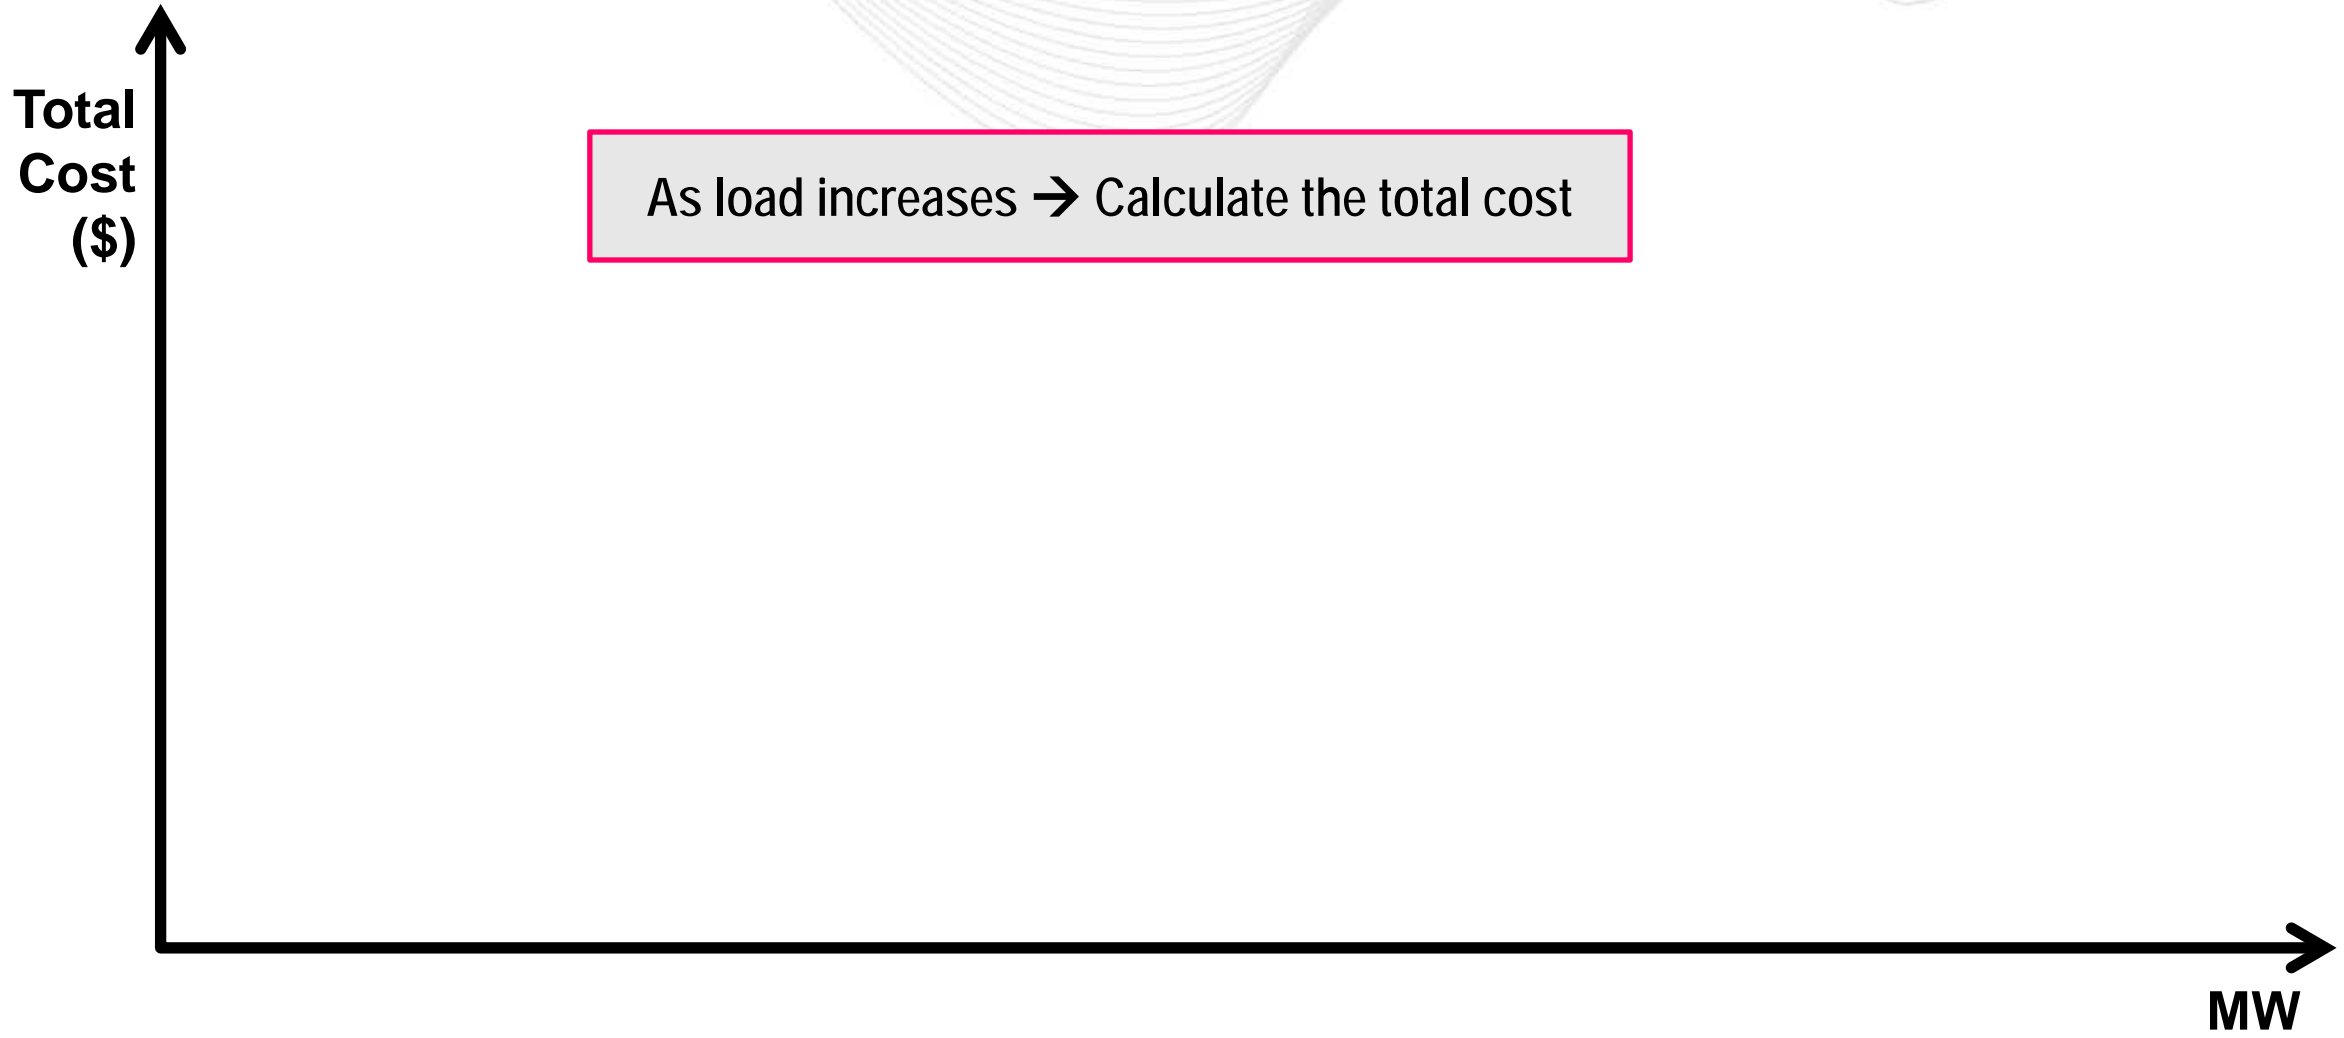 Total
Cost
($)
As load increases → Calculate the total cost
MW